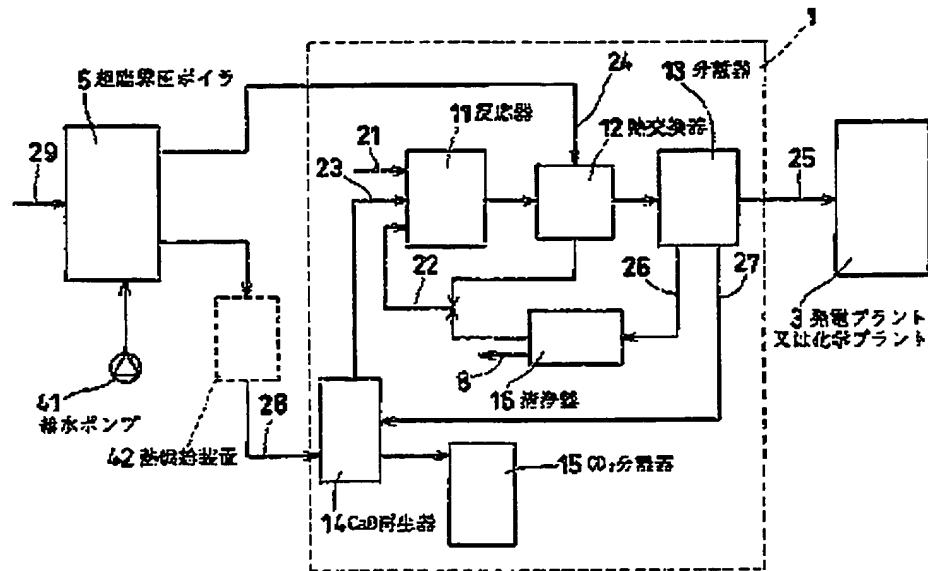 1
5 超臨界圧ボイラ
24
13 分離器
11 反応器
12 熱交換器
21
29
23
25
22
26
27
3 発電プラント
又は化学プラント
8
16 洗浄器
41
給水ポンプ
28
42 熱供給装置
15 CO₂分離器
14 CaO再生器